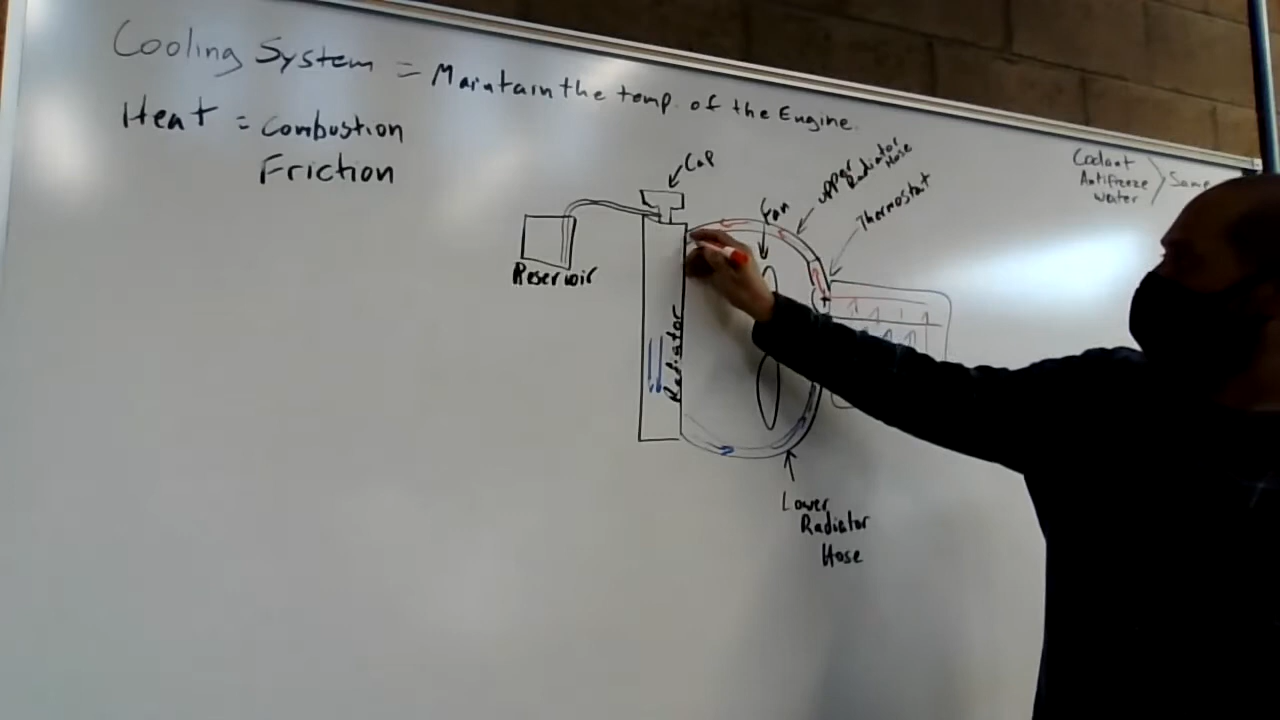 Cooling System = Maintain the temp. of the Engine.
Heat = Combustion
Friction
Cap
Fan
upper
Radiator
Hose
Thermostat
Coolant
Antifreeze
Water
Same
Reservoir
Radiator
Lower
Radiator
Hose